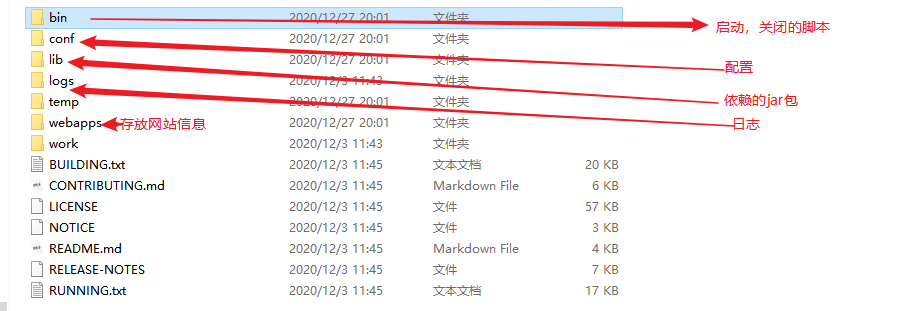 bin 2020/12/27 20:01 文件夹 启动，关闭的脚本
conf 2020/12/27 20:01 文件夹
配置
lib 2020/12/27 20:01 文件夹
logs 2020/12/3 11:43 文件夹
依赖的jar包
temp 2020/12/27 20:01 文件夹
webapps 存放网站信息 2020/12/27 20:01 文件夹 日志
work 2020/12/3 11:43 文件夹
BUILDING.txt 2020/12/3 11:45 文本文档 20 KB
CONTRIBUTING.md 2020/12/3 11:45 Markdown File 6 KB
LICENSE 2020/12/3 11:45 文件 57 KB
NOTICE 2020/12/3 11:45 文件 3 KB
README.md 2020/12/3 11:45 Markdown File 4 KB
RELEASE-NOTES 2020/12/3 11:45 文件 7 KB
RUNNING.txt 2020/12/3 11:45 文本文档 17 KB